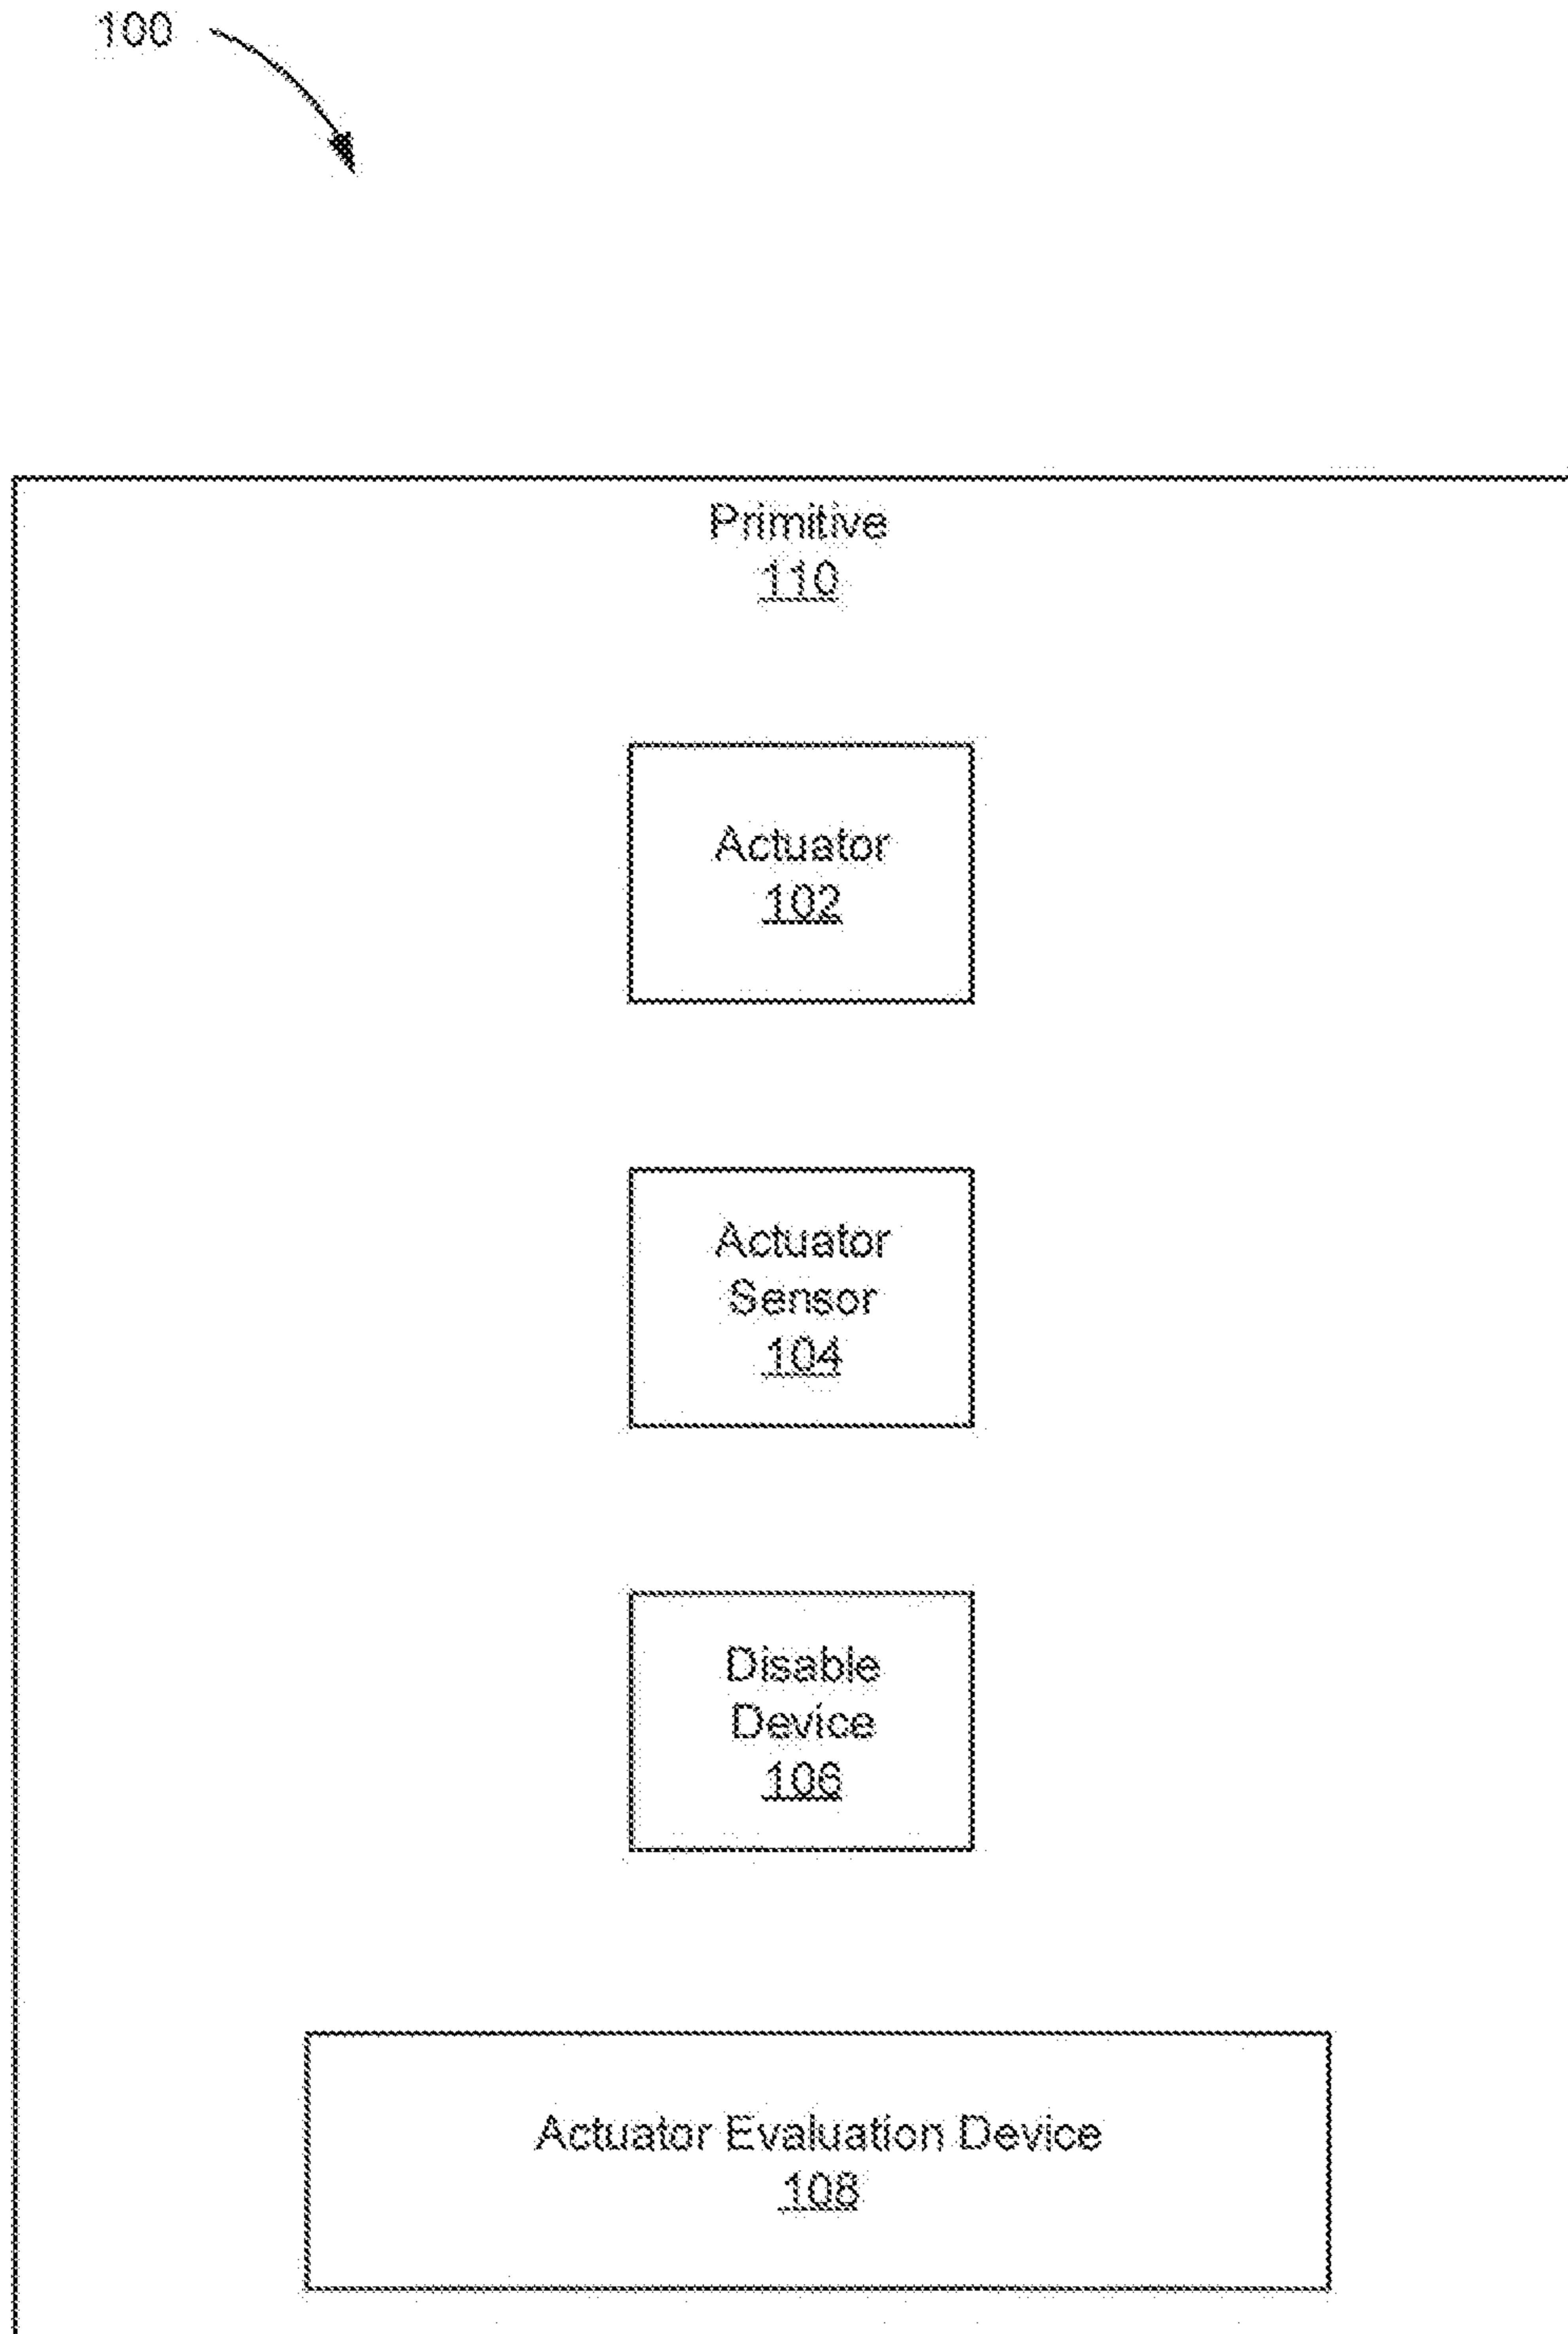 100
Primitive
110
Actuator
102
Actuator
Sensor
104
Disable
Device
106
Actuator Evaluation Device
108